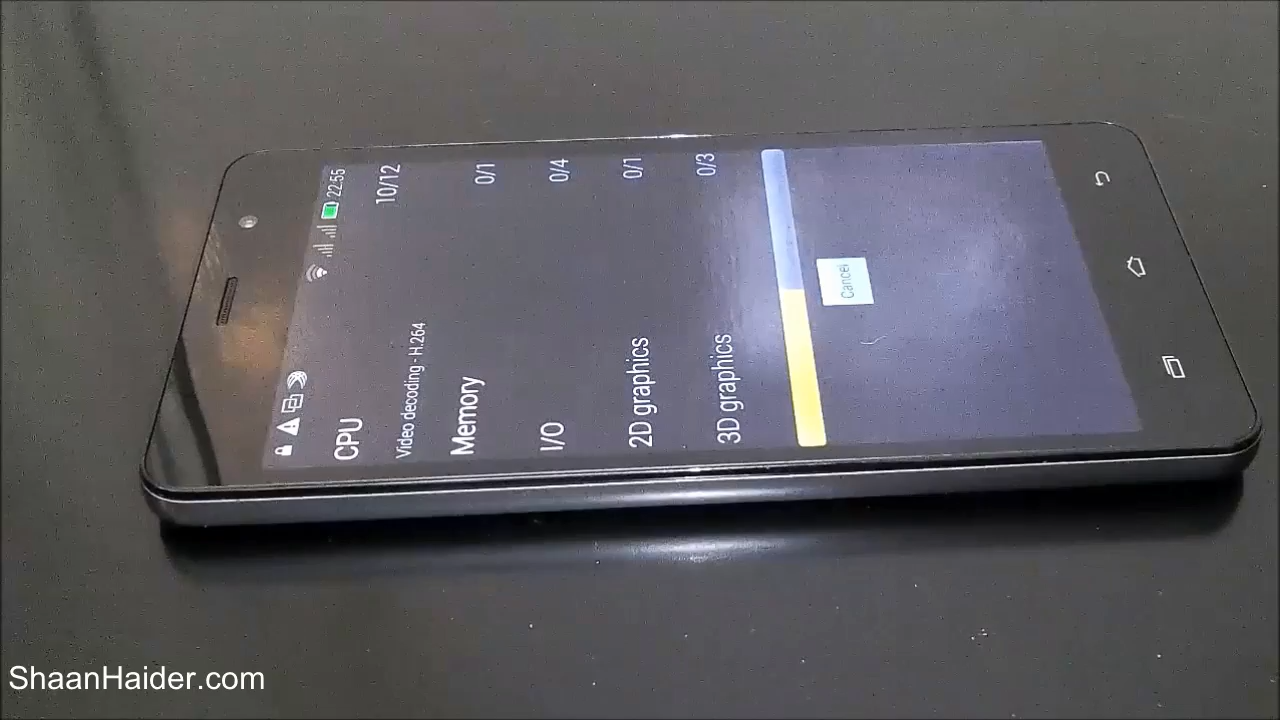 22:55
CPU 10/12
Video decoding - H.264
Memory 0/1
I/O 0/4
2D graphics 0/1
3D graphics 0/3
Cancel
ShaanHaider.com